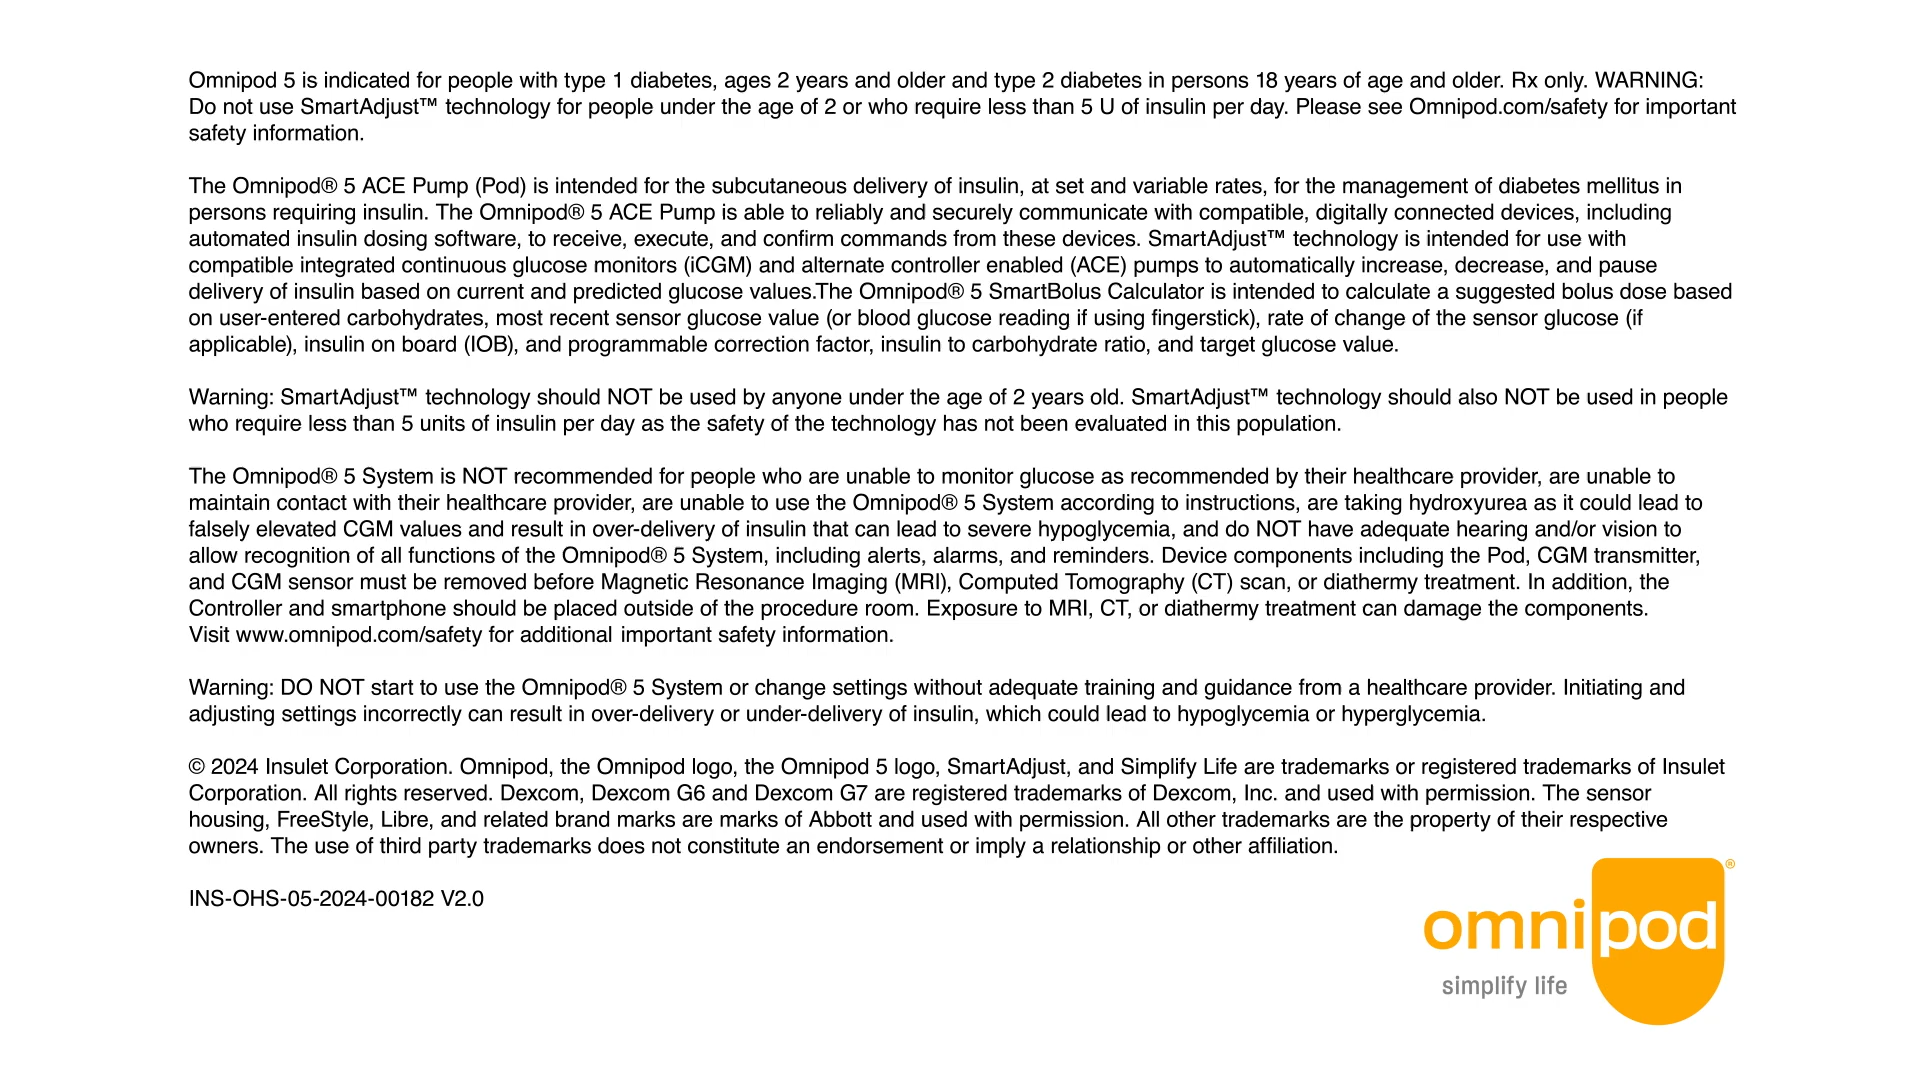 Omnipod 5 is indicated for people with type 1 diabetes, ages 2 years and older and type 2 diabetes in persons 18 years of age and older. Rx only. WARNING:
Do not use SmartAdjust™ technology for people under the age of 2 or who require less than 5 U of insulin per day. Please see Omnipod.com/safety for important
safety information.
The Omnipod® 5 ACE Pump (Pod) is intended for the subcutaneous delivery of insulin, at set and variable rates, for the management of diabetes mellitus in
persons requiring insulin. The Omnipod® 5 ACE Pump is able to reliably and securely communicate with compatible, digitally connected devices, including
automated insulin dosing software, to receive, execute, and confirm commands from these devices. SmartAdjust™ technology is intended for use with
compatible integrated continuous glucose monitors (iCGM) and alternate controller enabled (ACE) pumps to automatically increase, decrease, and pause
delivery of insulin based on current and predicted glucose values.The Omnipod® 5 SmartBolus Calculator is intended to calculate a suggested bolus dose based
on user-entered carbohydrates, most recent sensor glucose value (or blood glucose reading if using fingerstick), rate of change of the sensor glucose (if
applicable), insulin on board (IOB), and programmable correction factor, insulin to carbohydrate ratio, and target glucose value.
Warning: SmartAdjust™ technology should NOT be used by anyone under the age of 2 years old. SmartAdjust™ technology should also NOT be used in people
who require less than 5 units of insulin per day as the safety of the technology has not been evaluated in this population.
The Omnipod® 5 System is NOT recommended for people who are unable to monitor glucose as recommended by their healthcare provider, are unable to
maintain contact with their healthcare provider, are unable to use the Omnipod® 5 System according to instructions, are taking hydroxyurea as it could lead to
falsely elevated CGM values and result in over-delivery of insulin that can lead to severe hypoglycemia, and do NOT have adequate hearing and/or vision to
allow recognition of all functions of the Omnipod® 5 System, including alerts, alarms, and reminders. Device components including the Pod, CGM transmitter,
and CGM sensor must be removed before Magnetic Resonance Imaging (MRI), Computed Tomography (CT) scan, or diathermy treatment. In addition, the
Controller and smartphone should be placed outside of the procedure room. Exposure to MRI, CT, or diathermy treatment can damage the components.
Visit www.omnipod.com/safety for additional important safety information.
Warning: DO NOT start to use the Omnipod® 5 System or change settings without adequate training and guidance from a healthcare provider. Initiating and
adjusting settings incorrectly can result in over-delivery or under-delivery of insulin, which could lead to hypoglycemia or hyperglycemia.
© 2024 Insulet Corporation. Omnipod, the Omnipod logo, the Omnipod 5 logo, SmartAdjust, and Simplify Life are trademarks or registered trademarks of Insulet
Corporation. All rights reserved. Dexcom, Dexcom G6 and Dexcom G7 are registered trademarks of Dexcom, Inc. and used with permission. The sensor
housing, FreeStyle, Libre, and related brand marks are marks of Abbott and used with permission. All other trademarks are the property of their respective
owners. The use of third party trademarks does not constitute an endorsement or imply a relationship or other affiliation.
INS-OHS-05-2024-00182 V2.0
omnipod®
simplify life